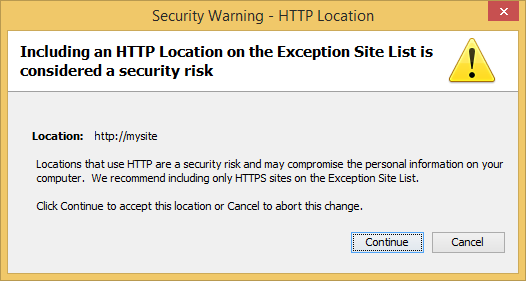 Security Warning - HTTP Location
Including an HTTP Location on the Exception Site List is
considered a security risk
Location: http://mysite
Locations that use HTTP are a security risk and may compromise the personal information on your
computer. We recommend including only HTTPS sites on the Exception Site List.
Click Continue to accept this location or Cancel to abort this change.
Continue Cancel